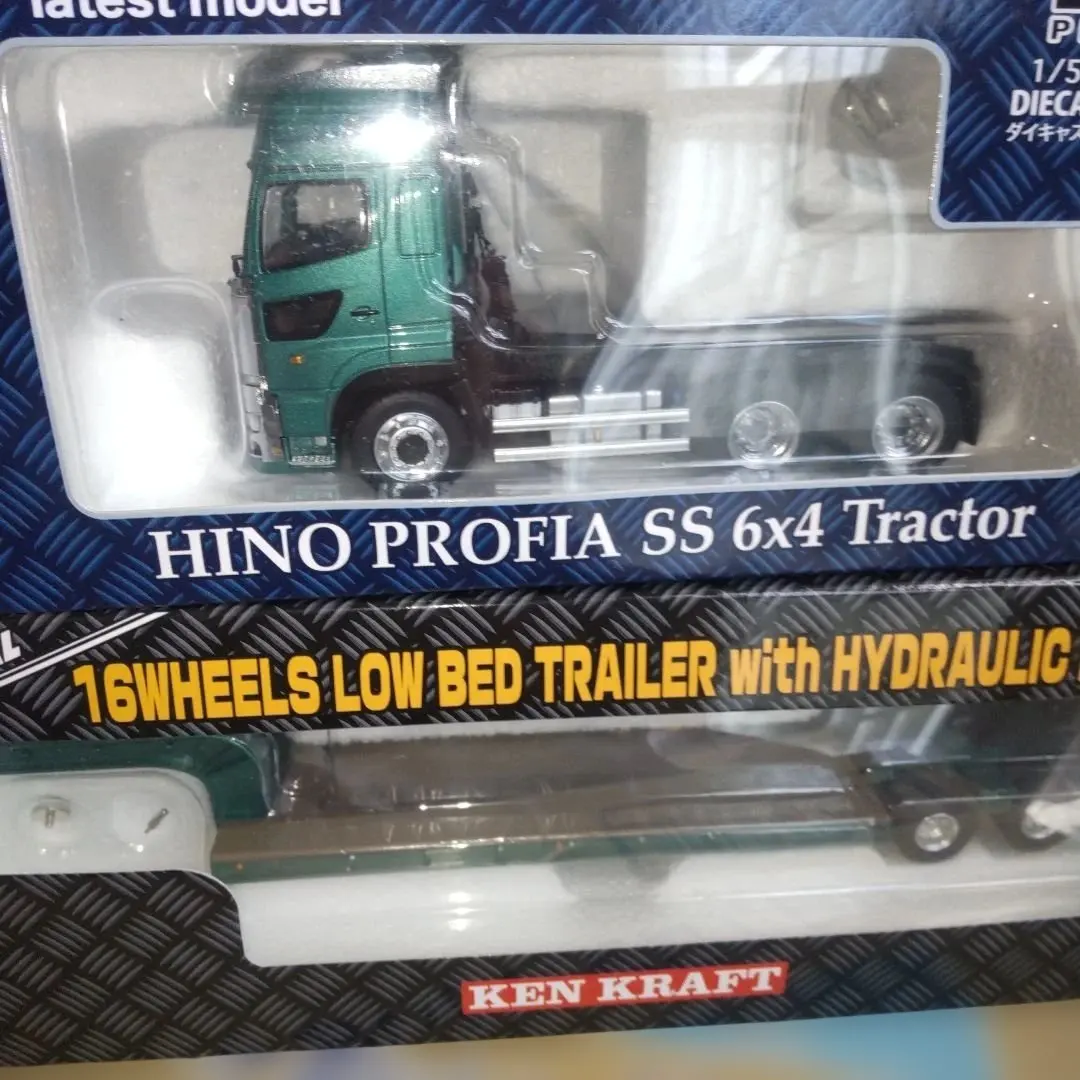 latest model
1/5
DIECA
ダイキャス
HINO PROFIA SS 6x4 Tractor
16WHEELS LOW BED TRAILER with HYDRAULIC
KEN KRAFT